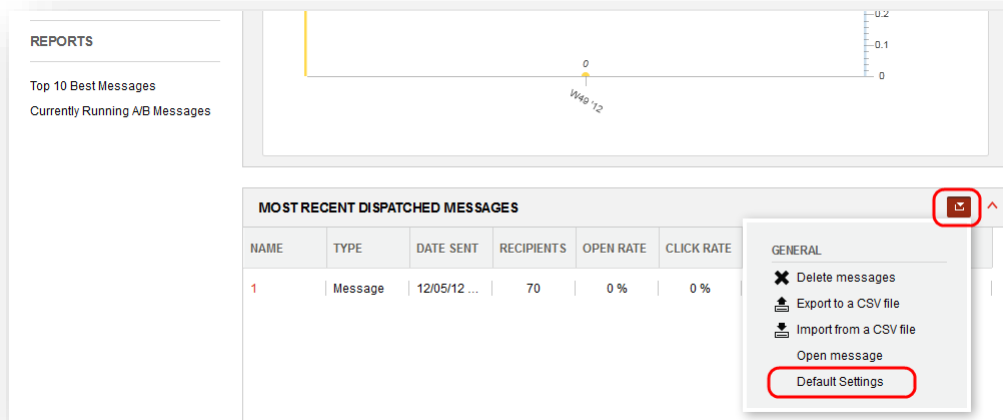 REPORTS
Top 10 Best Messages
Currently Running A/B Messages
0.2
0.1
0
0
W49 '12
MOST RECENT DISPATCHED MESSAGES
NAME TYPE DATE SENT RECIPIENTS OPEN RATE CLICK RATE
1 Message 12/05/12 ... 70 0 % 0 %
GENERAL
Delete messages
Export to a CSV file
Import from a CSV file
Open message
Default Settings